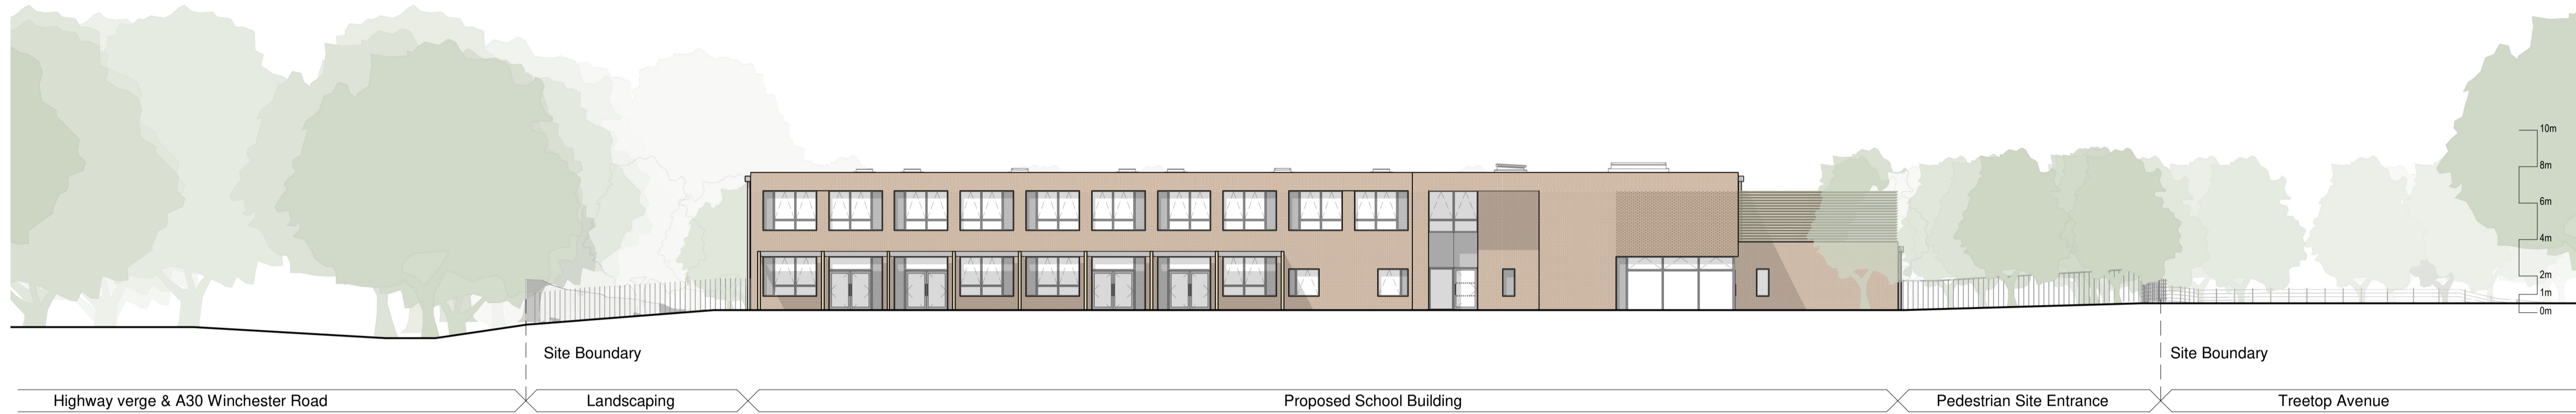 10m
8m
6m
4m
2m
1m
0m
Site Boundary
Site Boundary
Highway verge & A30 Winchester Road
Landscaping
Proposed School Building
Pedestrian Site Entrance
Treetop Avenue